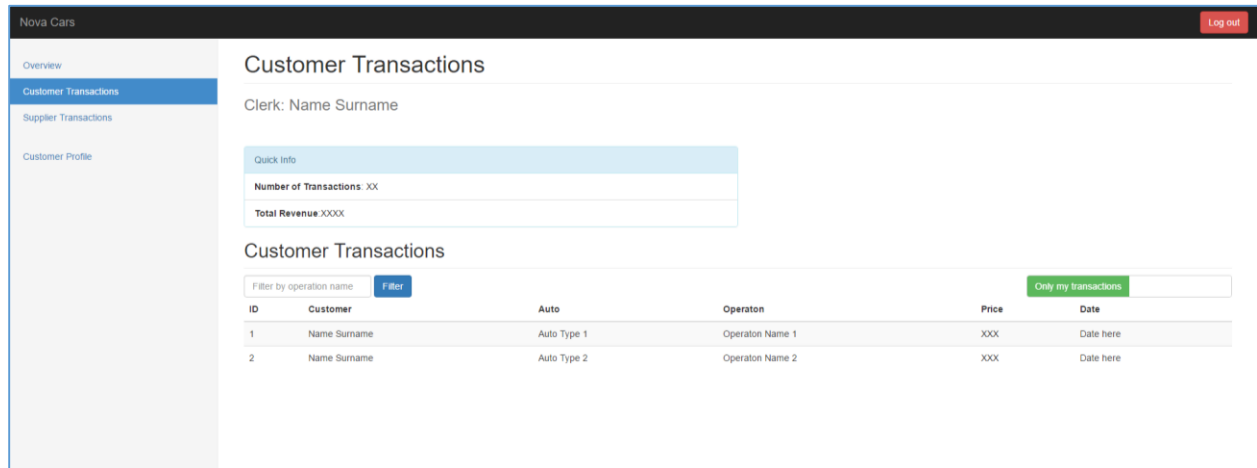 Nova Cars
Log out
Overview
Customer Transactions
Supplier Transactions
Customer Profile
Customer Transactions
Clerk: Name Surname
Quick Info
Number of Transactions: XX
Total Revenue:XXXX
Customer Transactions
Filter by operation name Filter Only my transactions
ID Customer Auto Operaton Price Date
1 Name Surname Auto Type 1 Operaton Name 1 XXX Date here
2 Name Surname Auto Type 2 Operaton Name 2 XXX Date here